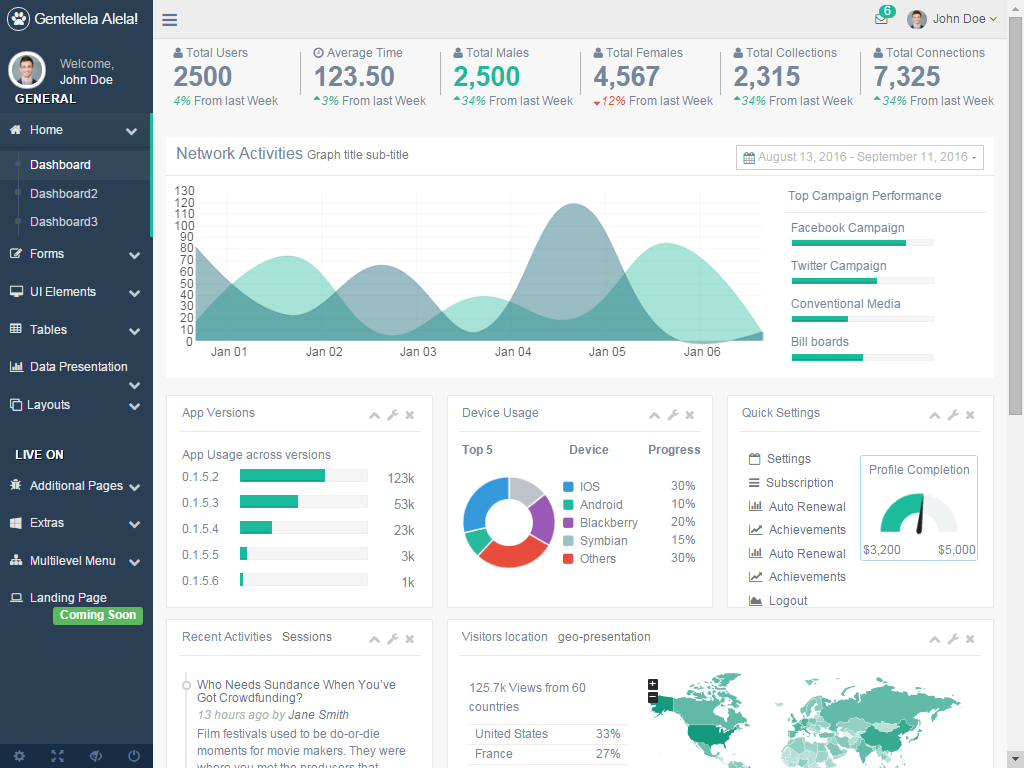 Gentellela Alela!
Welcome,
John Doe
GENERAL
Home
Dashboard
Dashboard2
Dashboard3
Forms
UI Elements
Tables
Data Presentation
Layouts
LIVE ON
Additional Pages
Extras
Multilevel Menu
Landing Page
Coming Soon
6
John Doe
Total Users
2500
4% From last Week
Average Time
123.50
3% From last Week
Total Males
2,500
34% From last Week
Total Females
4,567
12% From last Week
Total Collections
2,315
34% From last Week
Total Connections
7,325
34% From last Week
Network Activities Graph title sub-title
August 13, 2016 - September 11, 2016
130
120
110
100
90
80
70
60
50
40
30
20
10
0
Jan 01 Jan 02 Jan 03 Jan 04 Jan 05 Jan 06
Top Campaign Performance
Facebook Campaign
Twitter Campaign
Conventional Media
Bill boards
App Versions
App Usage across versions
0.1.5.2 123k
0.1.5.3 53k
0.1.5.4 23k
0.1.5.5 3k
0.1.5.6 1k
Device Usage
Top 5 Device Progress
IOS 30%
Android 10%
Blackberry 20%
Symbian 15%
Others 30%
Quick Settings
Settings
Subscription
Auto Renewal
Achievements
Auto Renewal
Achievements
Logout
Profile Completion
$3,200 $5,000
Recent Activities Sessions
Who Needs Sundance When You've
Got Crowdfunding?
13 hours ago by Jane Smith
Film festivals used to be do-or-die
moments for movie makers. They were
where you met the producers that
Visitors location geo-presentation
125.7k Views from 60
countries
United States 33%
France 27%